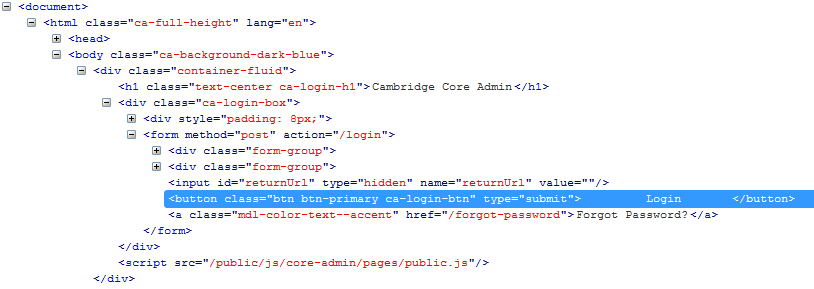 <document>
<html class="ca-full-height" lang="en">
<head>
<body class="ca-background-dark-blue">
<div class="container-fluid">
<h1 class="text-center ca-login-h1">Cambridge Core Admin</h1>
<div class="ca-login-box">
<div style="padding: 8px;">
<form method="post" action="/login">
<div class="form-group">
<div class="form-group">
<input id="returnUrl" type="hidden" name="returnUrl" value=""/>
<button class="btn btn-primary ca-login-btn" type="submit"> Login </button>
<a class="mdl-color-text--accent" href="/forgot-password">Forgot Password?</a>
</form>
</div>
<script src="/public/js/core-admin/pages/public.js"/>
</div>